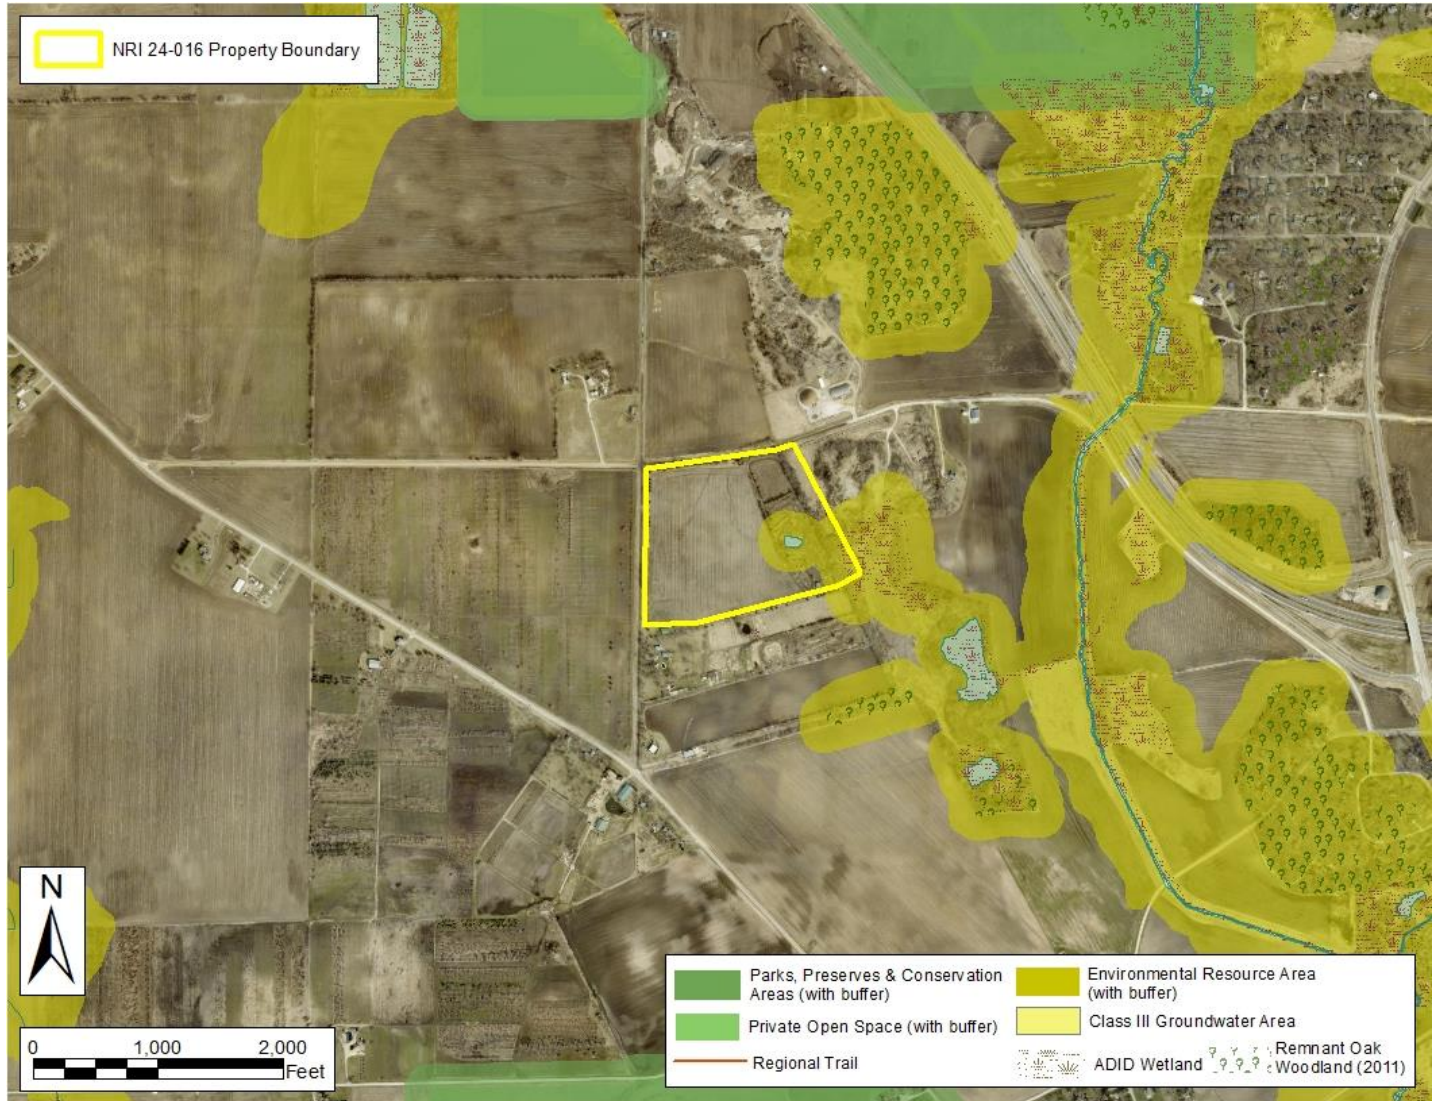 NRI 24-016 Property Boundary
N
0 1,000 2,000
Feet
Parks, Preserves & Conservation
Areas (with buffer)
Private Open Space (with buffer)
Regional Trail
Environmental Resource Area
(with buffer)
Class III Groundwater Area
ADID Wetland
Remnant Oak
Woodland (2011)